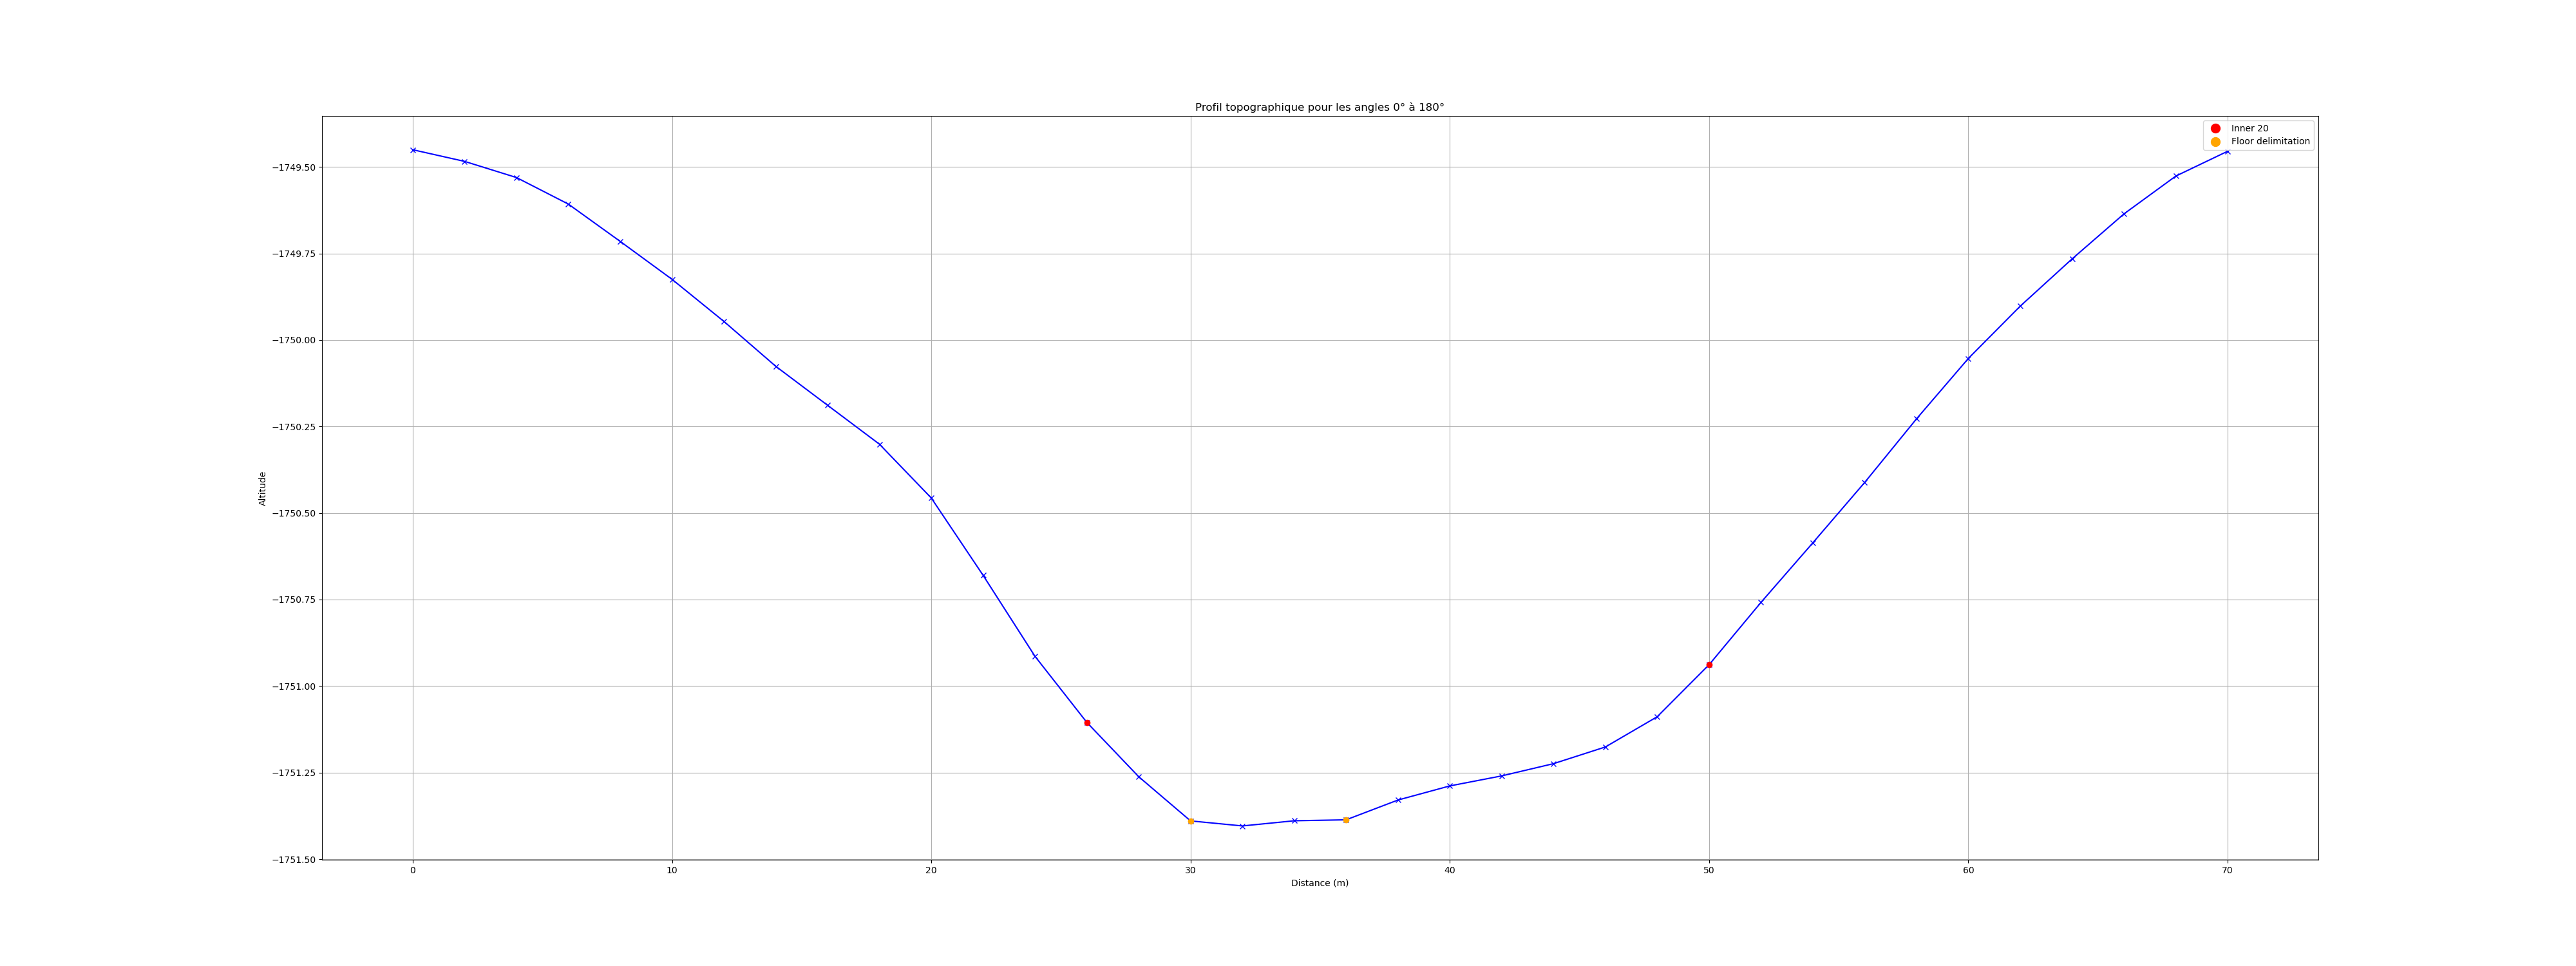 Profil topographique pour les angles 0° à 180°
Inner 20
Floor delimitation
−1749.50
−1749.75
−1750.00
−1750.25
−1750.50
−1750.75
−1751.00
−1751.25
−1751.50
Altitude
0 10 20 30 40 50 60 70
Distance (m)